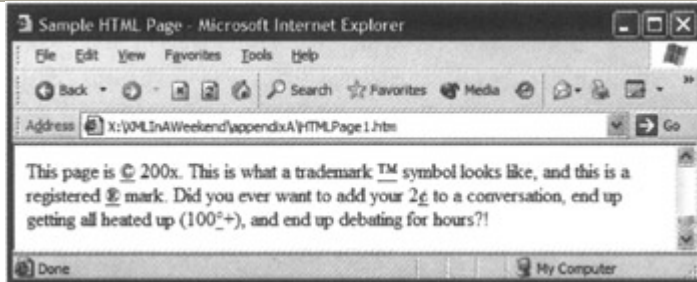 Sample HTML Page - Microsoft Internet Explorer
File Edit View Favorites Tools Help
Back Search Favorites Media »
Address X:\XMLInAWeekend\appendixA\HTMLPage1.htm Go
This page is © 200x. This is what a trademark ™ symbol looks like, and this is a
registered ® mark. Did you ever want to add your 2¢ to a conversation, end up
getting all heated up (100°+), and end up debating for hours?!
Done My Computer